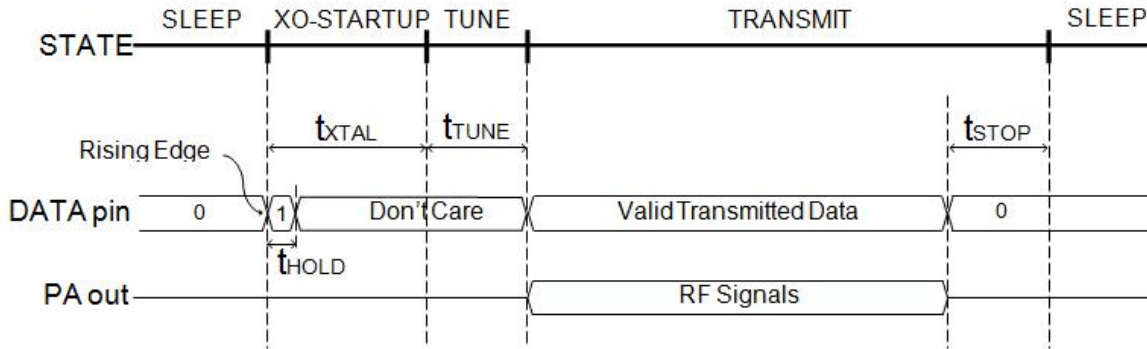 SLEEP XO-STARTUP TUNE TRANSMIT SLEEP
STATE
tXTAL tTUNE tSTOP
Rising Edge
DATA pin 0 1 Don't Care Valid Transmitted Data 0
tHOLD
PA out RF Signals